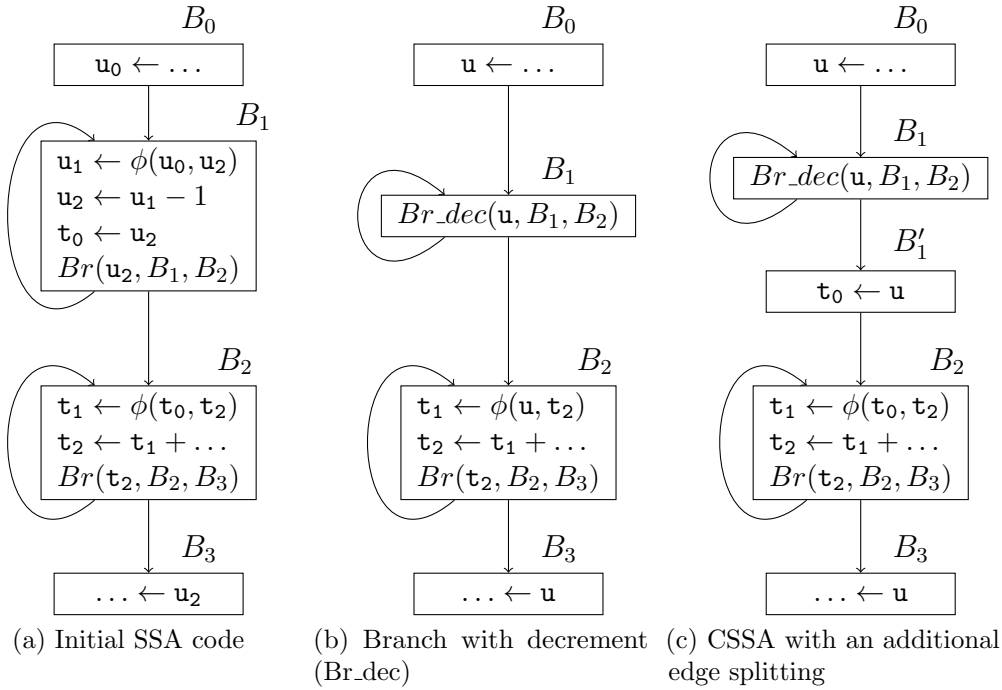 B₀
u₀ ← . . .
B₁
u₁ ← ϕ(u₀, u₂)
u₂ ← u₁ − 1
t₀ ← u₂
Br(u₂, B₁, B₂)
B₂
t₁ ← ϕ(t₀, t₂)
t₂ ← t₁ + . . .
Br(t₂, B₂, B₃)
B₃
. . . ← u₂
(a) Initial SSA code
B₀
u ← . . .
B₁
Br_dec(u, B₁, B₂)
B₂
t₁ ← ϕ(u, t₂)
t₂ ← t₁ + . . .
Br(t₂, B₂, B₃)
B₃
. . . ← u
(b) Branch with decrement
(Br_dec)
B₀
u ← . . .
B₁
Br_dec(u, B₁, B₂)
B′₁
t₀ ← u
B₂
t₁ ← ϕ(t₀, t₂)
t₂ ← t₁ + . . .
Br(t₂, B₂, B₃)
B₃
. . . ← u
(c) CSSA with an additional
edge splitting